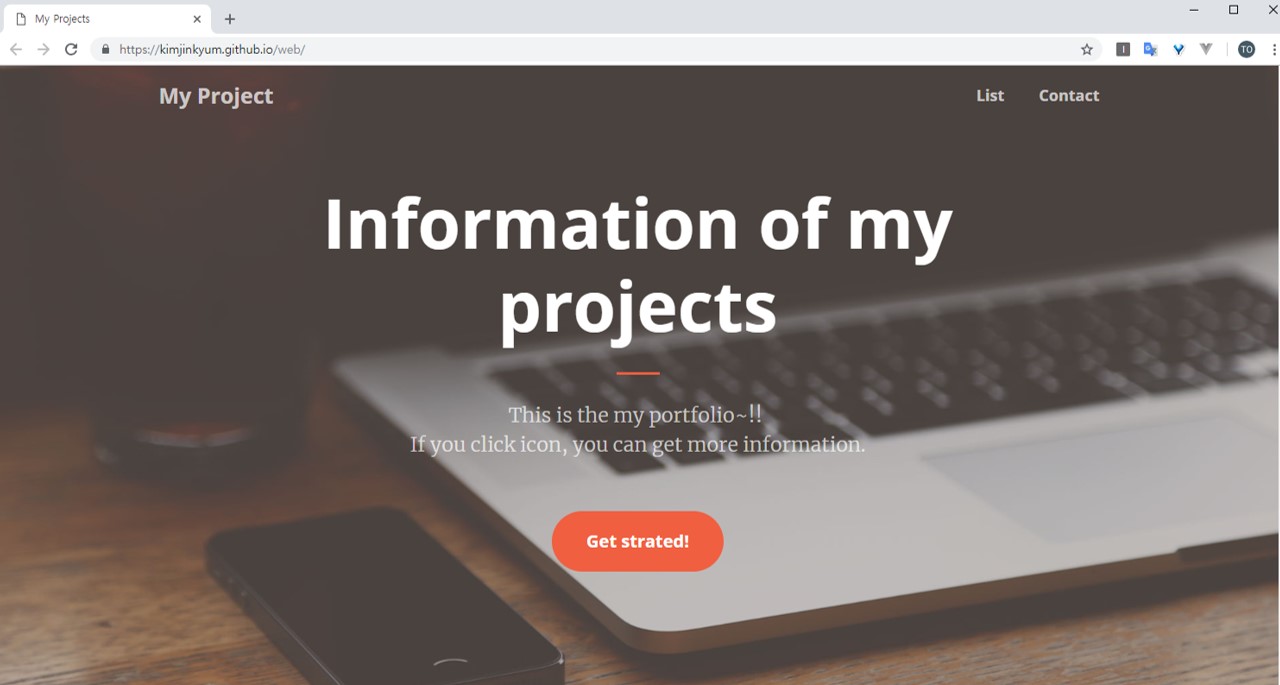 My Projects
https://kimjinkyum.github.io/web/
TO
My Project
List
Contact
Information of my
projects
This is the my portfolio~!!
If you click icon, you can get more information.
Get strated!